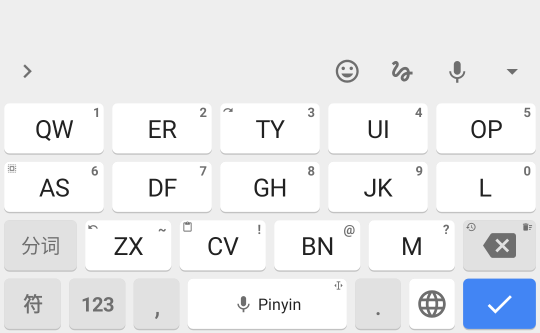 1 2 3 4 5
QW ER TY UI OP
6 7 8 9 0
AS DF GH JK L
~ ! @ ?
分词 ZX CV BN M
符 123 , Pinyin .